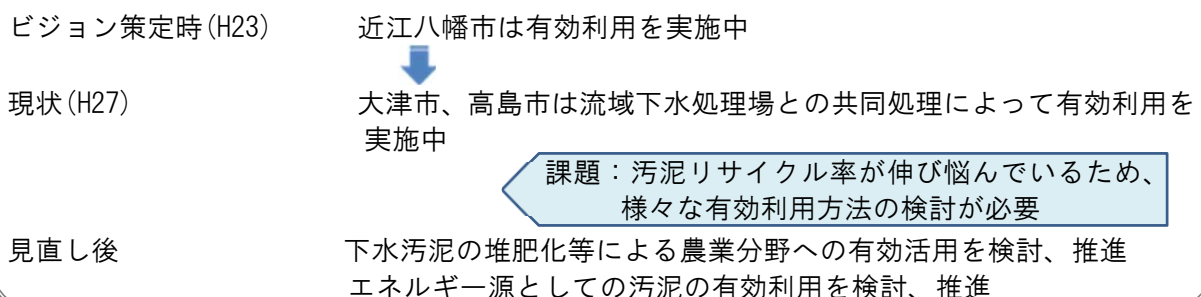 ビジョン策定時(H23) 近江八幡市は有効利用を実施中
現状(H27) 大津市、高島市は流域下水処理場との共同処理によって有効利用を
実施中
課題：汚泥リサイクル率が伸び悩んでいるため、
様々な有効利用方法の検討が必要
見直し後 下水汚泥の堆肥化等による農業分野への有効活用を検討、推進
エネルギー源としての汚泥の有効利用を検討、推進